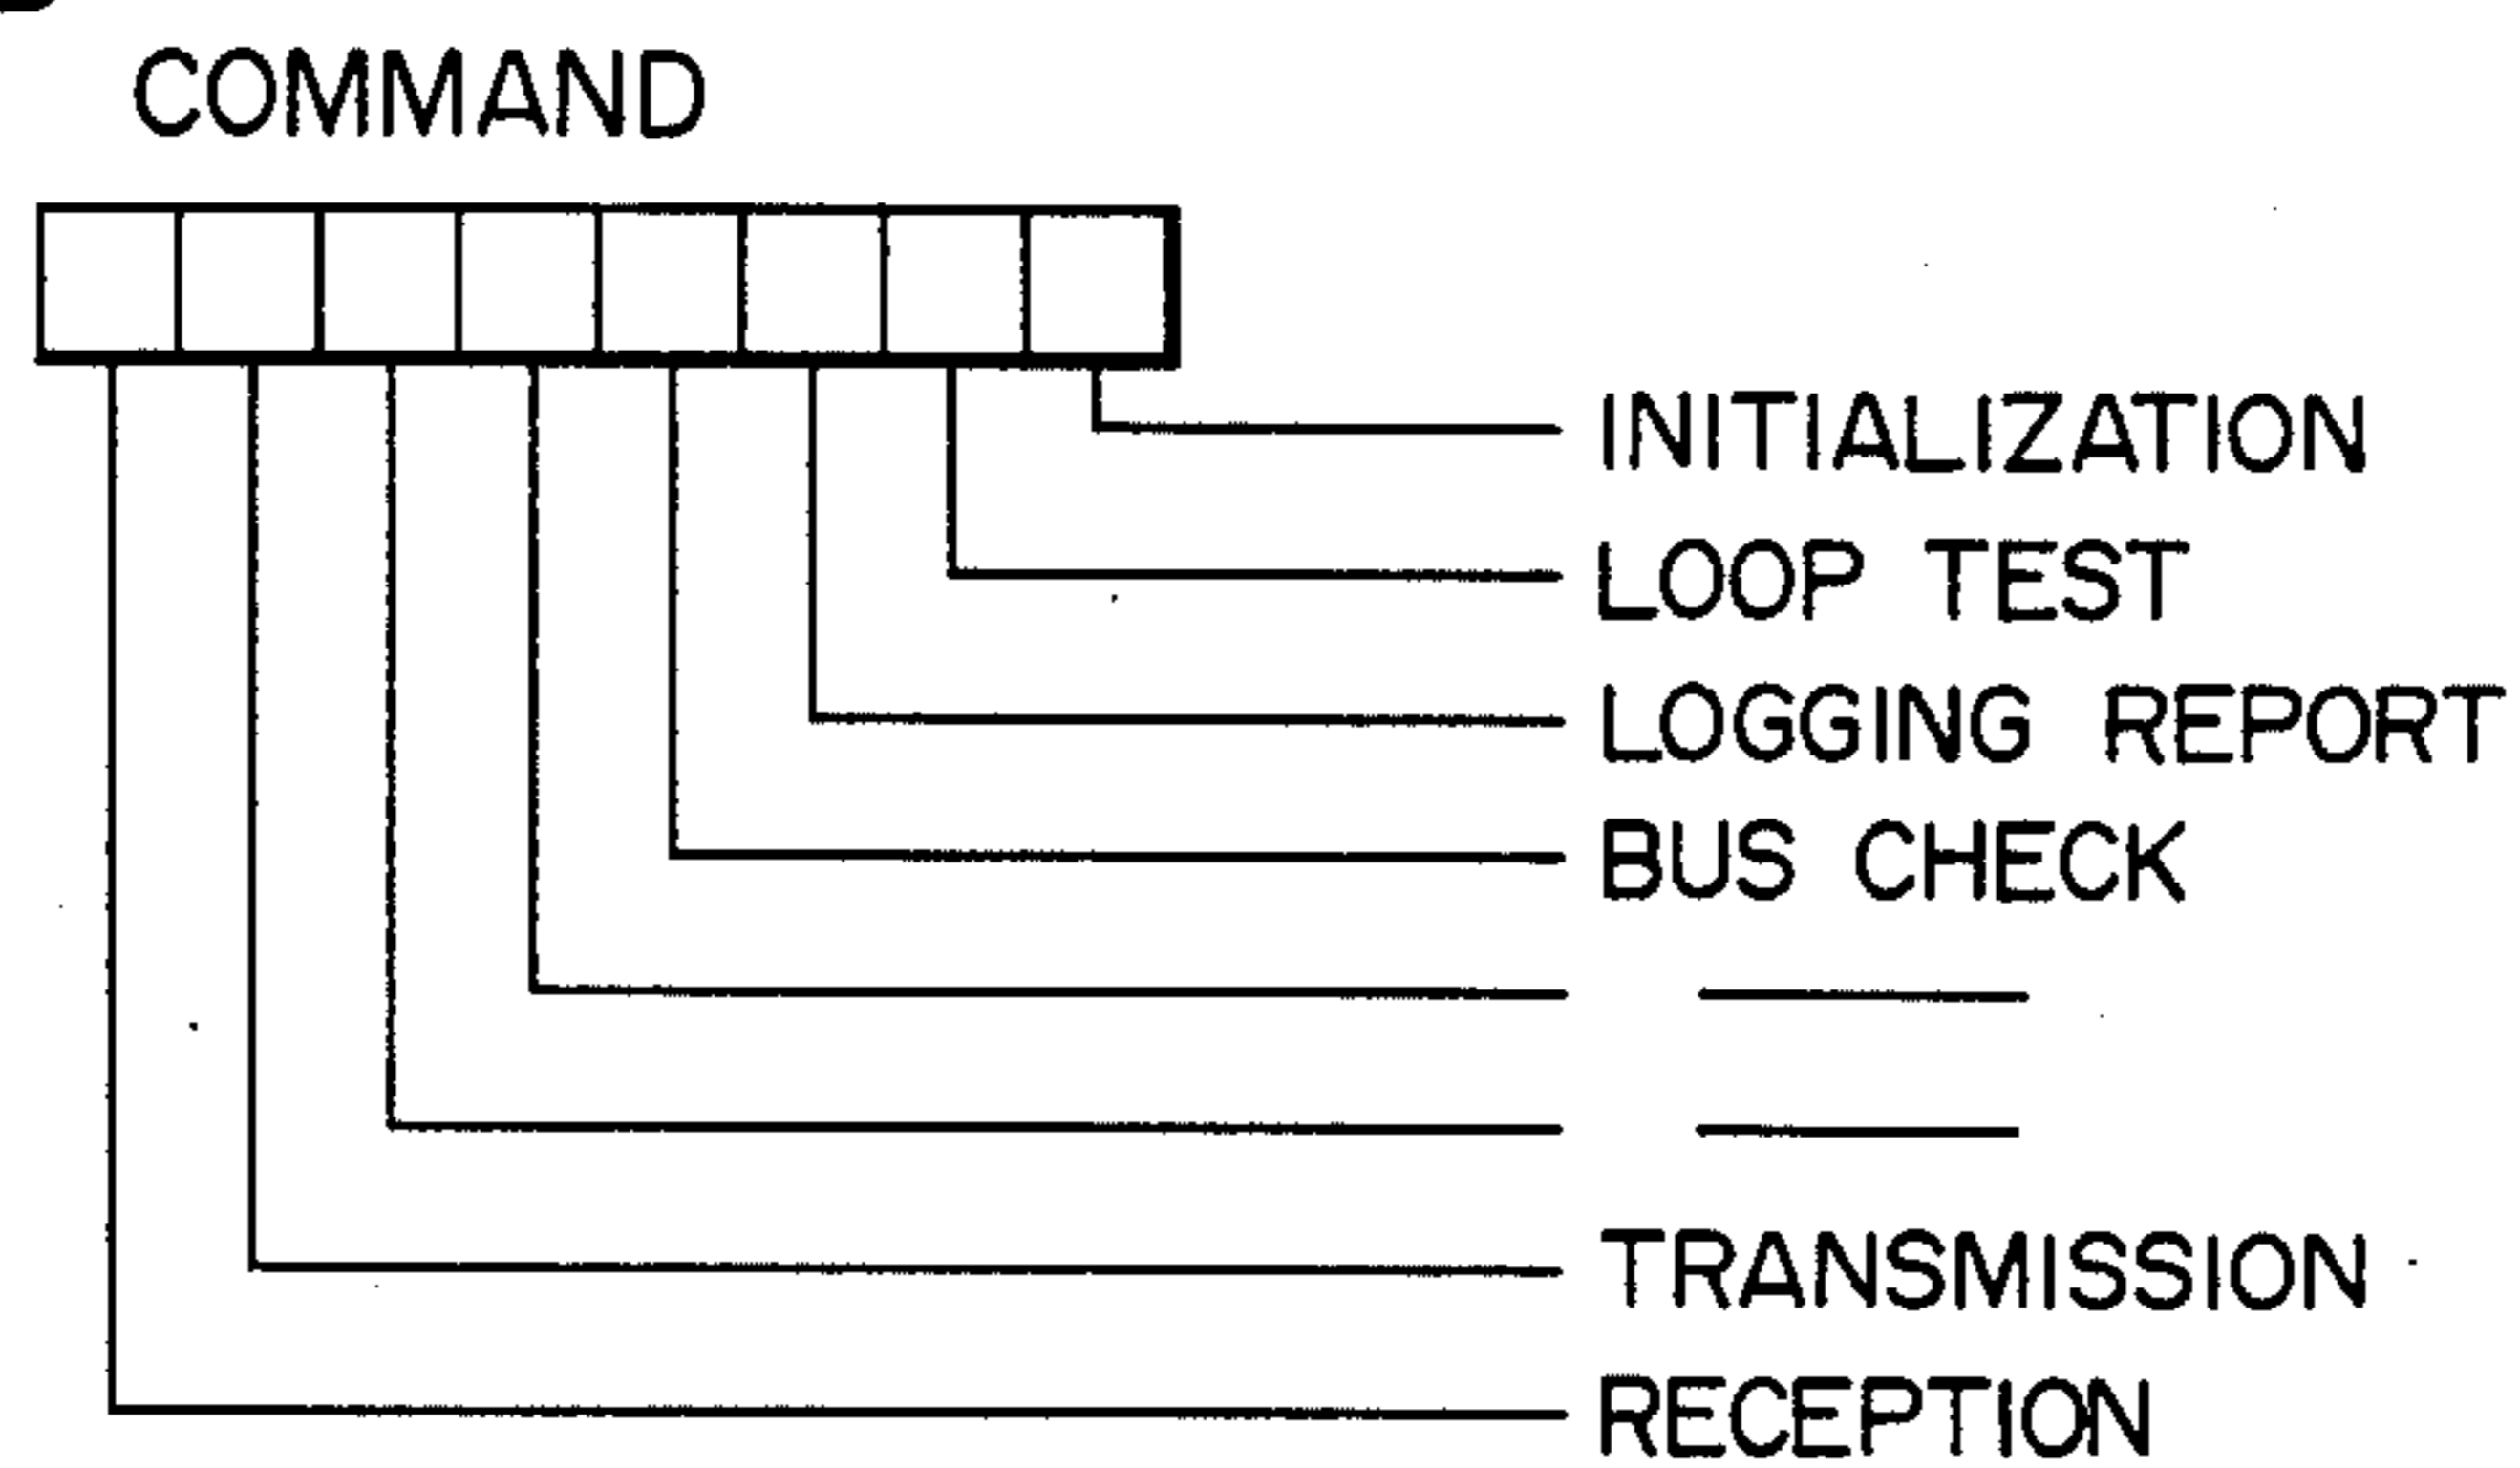 COMMAND
INITIALIZATION
LOOP TEST
LOGGING REPORT
BUS CHECK
TRANSMISSION
RECEPTION